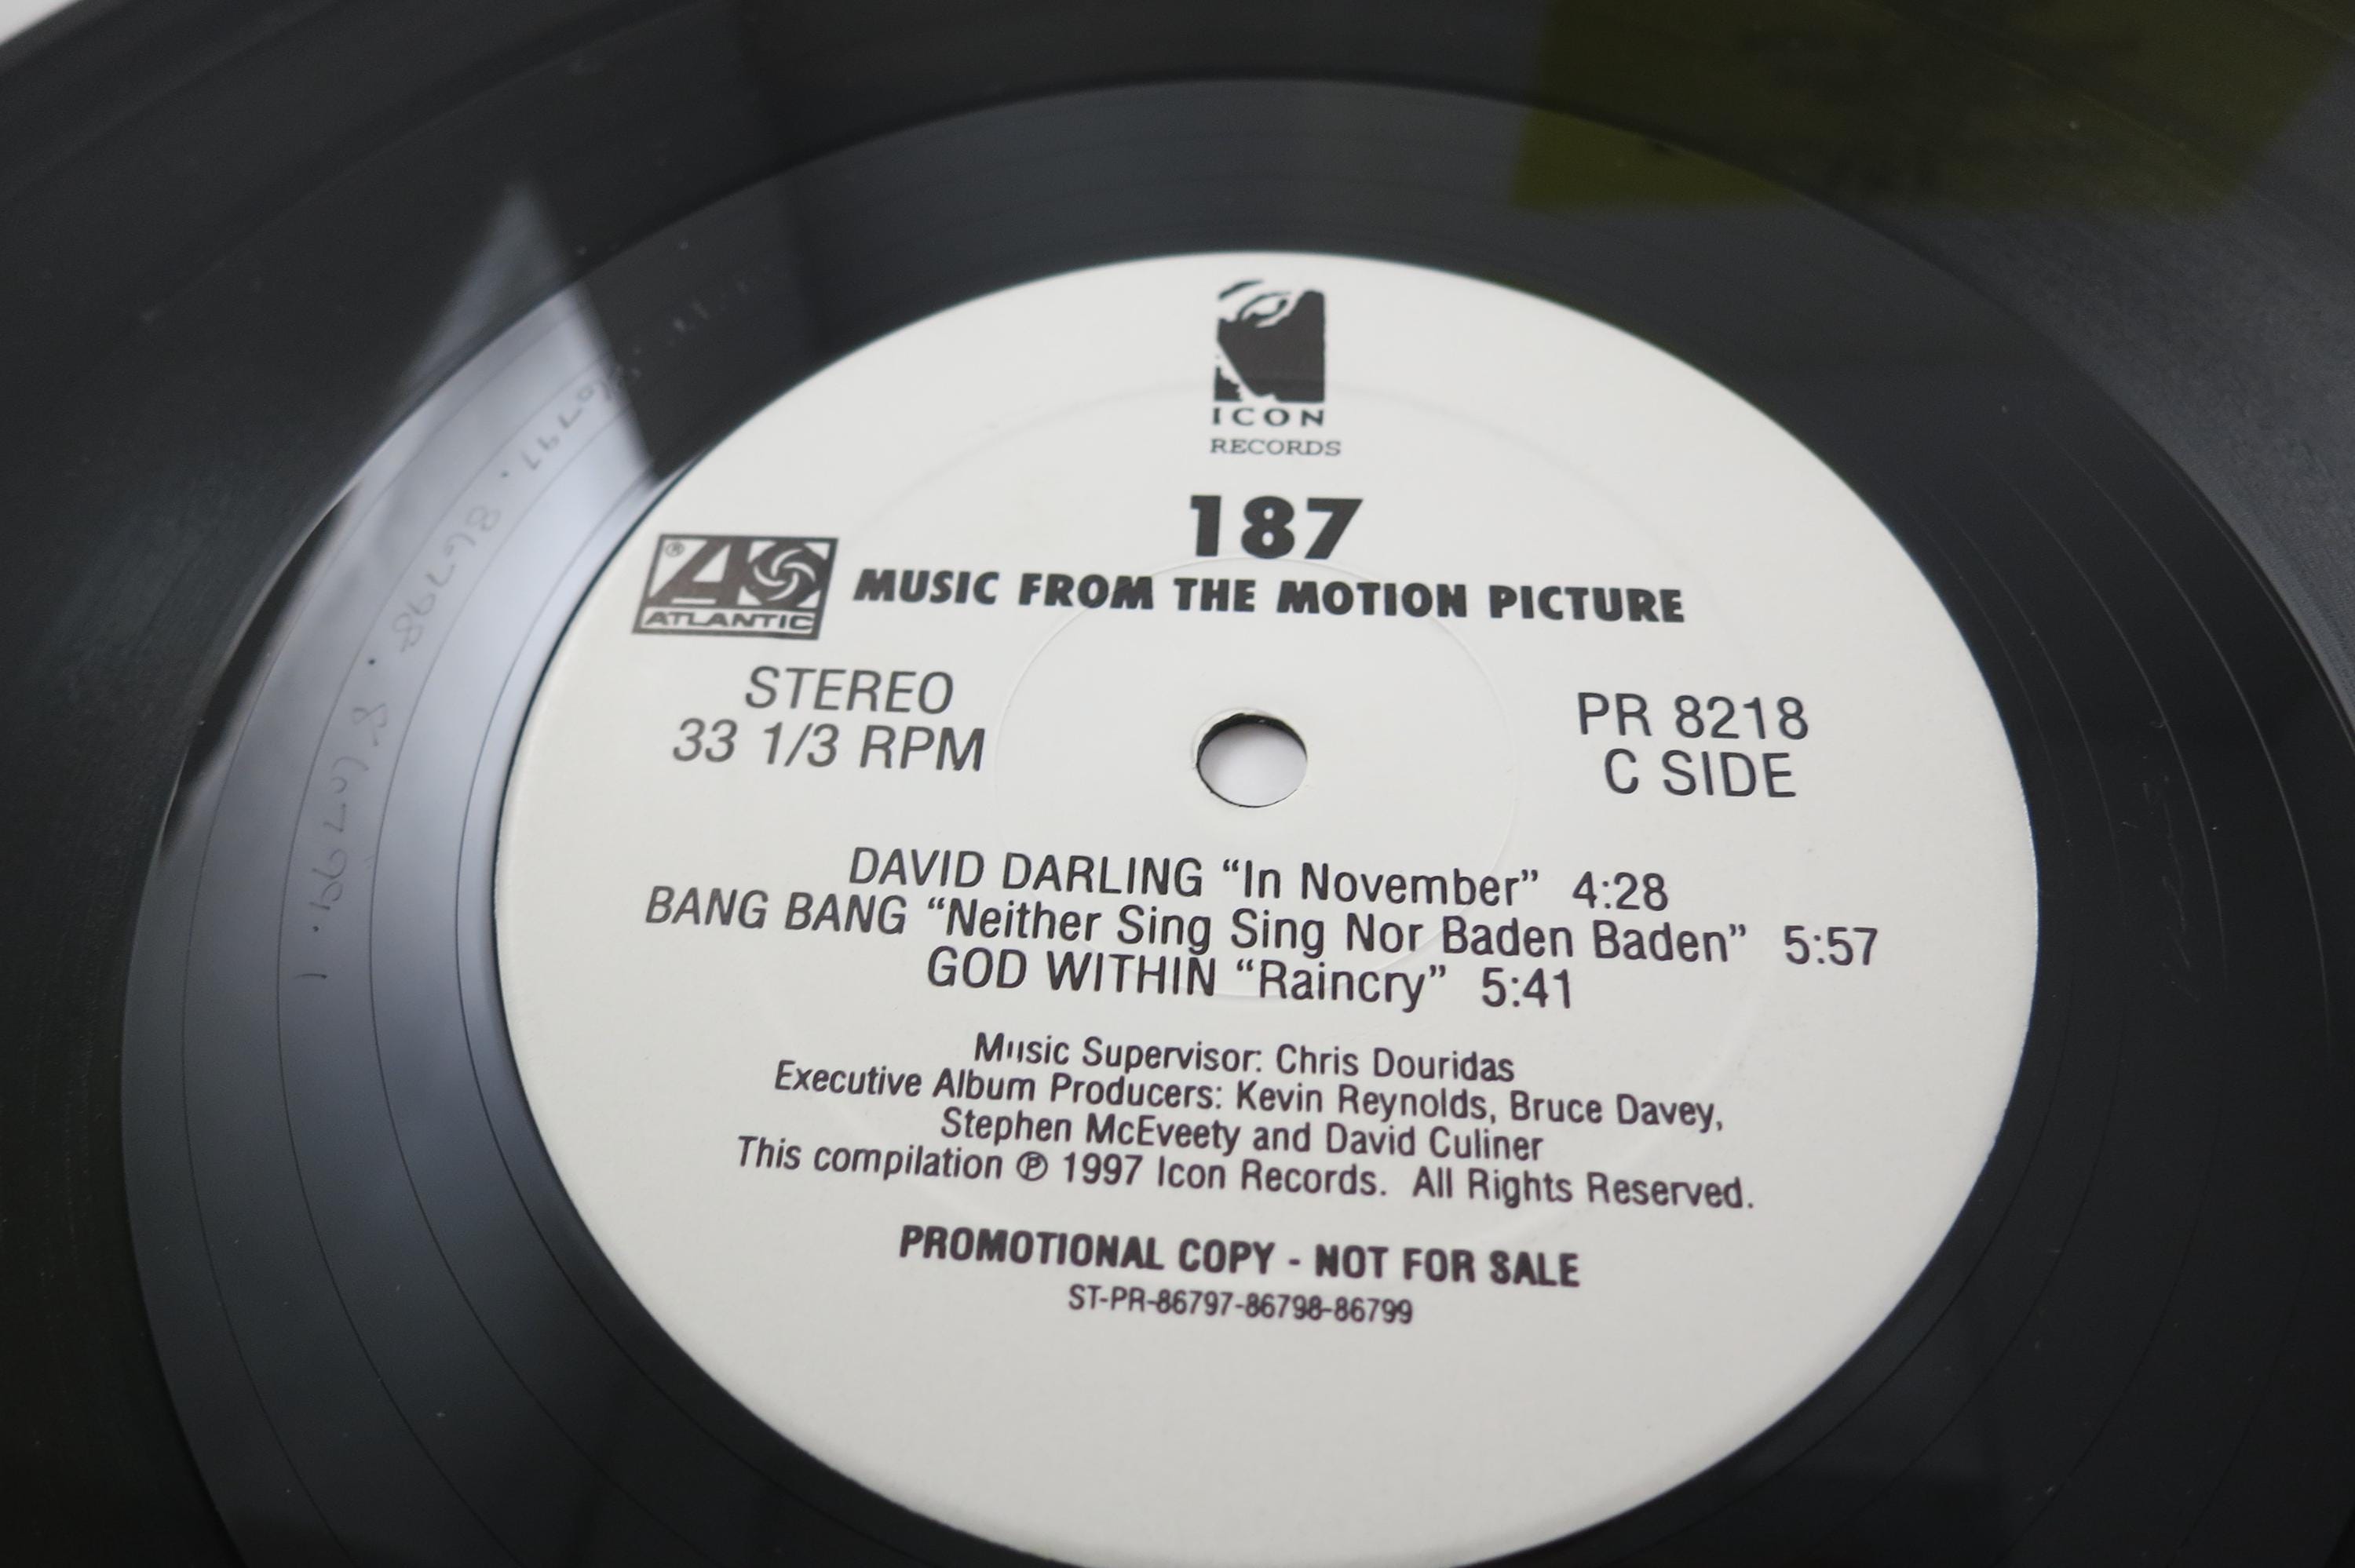 ICON
RECORDS
187
MUSIC FROM THE MOTION PICTURE
® ATLANTIC
STEREO
33 1/3 RPM
PR 8218
C SIDE
DAVID DARLING “In November” 4:28
BANG BANG “Neither Sing Sing Nor Baden Baden” 5:57
GOD WITHIN “Raincry” 5:41
Music Supervisor: Chris Douridas
Executive Album Producers: Kevin Reynolds, Bruce Davey,
Stephen McEveety and David Culiner
This compilation ℗ 1997 Icon Records. All Rights Reserved.
PROMOTIONAL COPY - NOT FOR SALE
ST-PR-86797-86798-86799